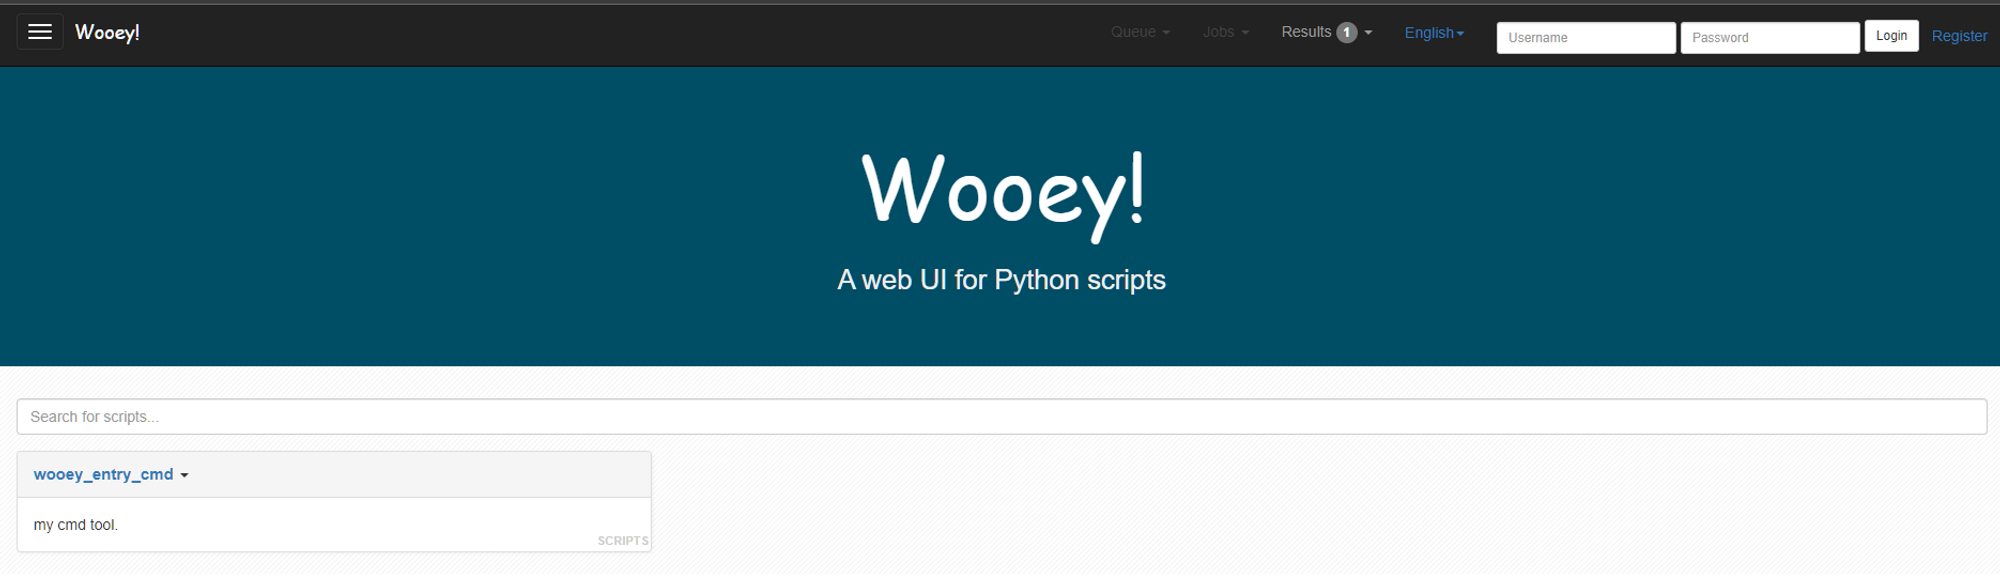 Wooey! Queue Jobs Results 1 English Username Password Login Register
Wooey!
A web UI for Python scripts
Search for scripts...
wooey_entry_cmd
my cmd tool.
SCRIPTS